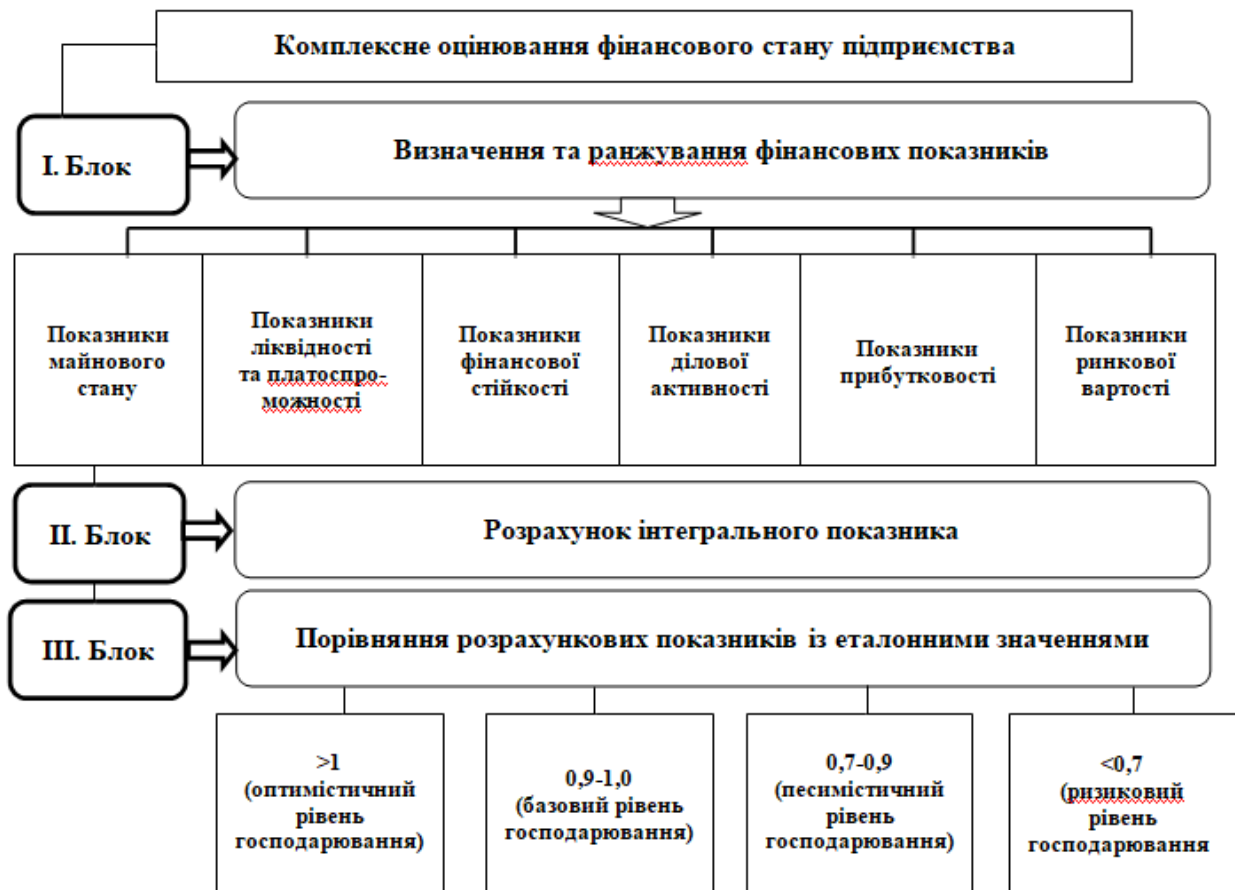 Комплексне оцінювання фінансового стану підприємства
І. Блок
Визначення та ранжування фінансових показників
Показники
майнового
стану
Показники
ліквідності
та платоспро-
можності
Показники
фінансової
стійкості
Показники
ділової
активності
Показники
прибутковості
Показники
ринкової
вартості
ІІ. Блок
Розрахунок інтегрального показника
ІІІ. Блок
Порівняння розрахункових показників із еталонними значеннями
>1
(оптимістичний
рівень
господарювання)
0,9-1,0
(базовий рівень
господарювання)
0,7-0,9
(песимістичний
рівень
господарювання)
<0,7
(ризиковий
рівень
господарювання